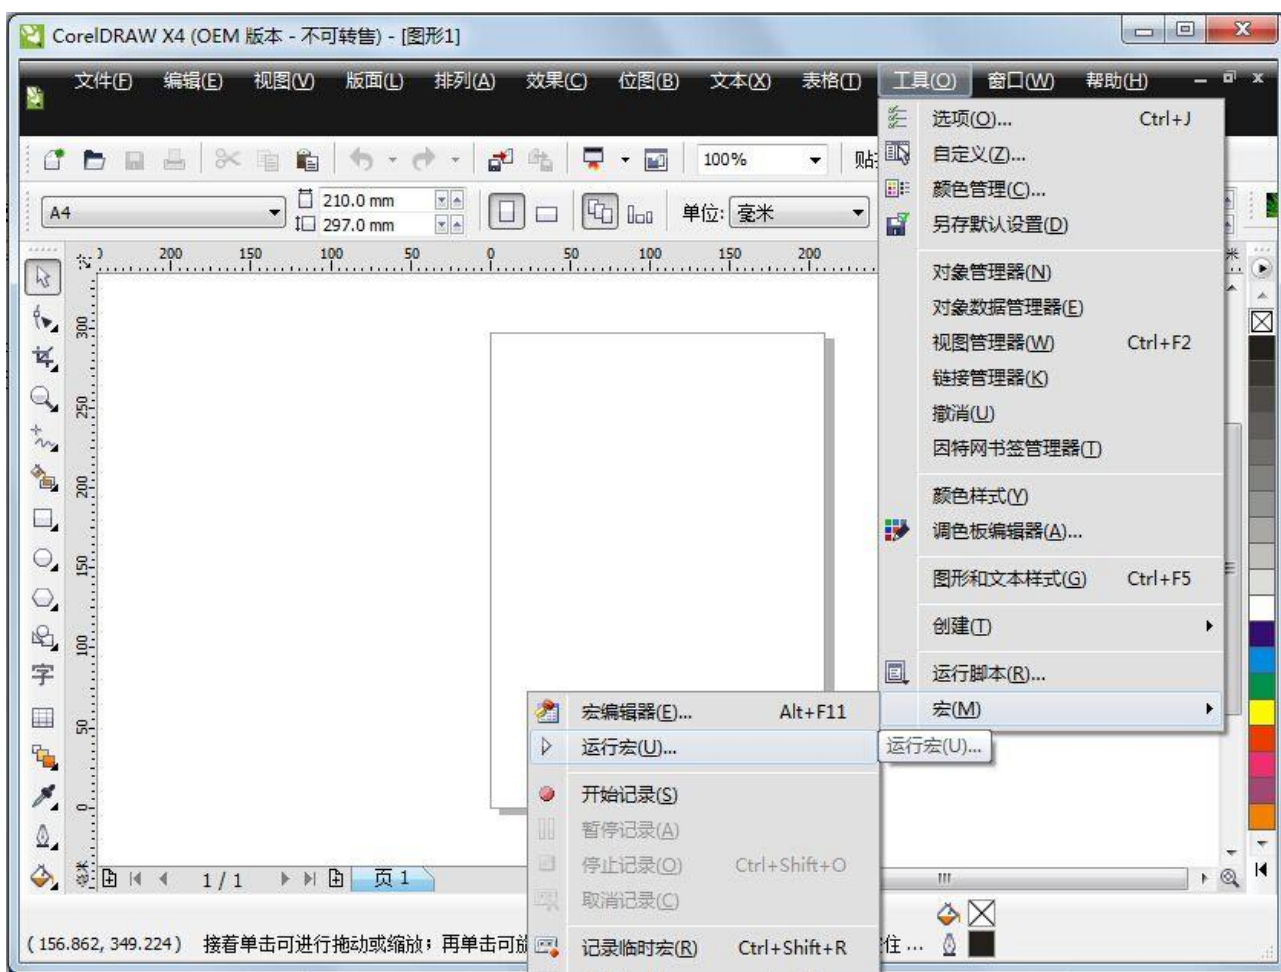 CorelDRAW X4 (OEM 版本 - 不可转售) - [图形1]
文件(F) 编辑(E) 视图(V) 版面(L) 排列(A) 效果(C) 位图(B) 文本(X) 表格(T) 工具(O) 窗口(W) 帮助(H)
100% 贴
A4 210.0 mm 297.0 mm 单位: 毫米
200 150 100 50 0 50 100 150 200 米
300
250
200
150
100
50
0
毫米
字
选项(O)... Ctrl+J
自定义(Z)...
颜色管理(C)...
另存默认设置(D)
对象管理器(N)
对象数据管理器(E)
视图管理器(W) Ctrl+F2
链接管理器(K)
撤消(U)
因特网书签管理器(T)
颜色样式(Y)
调色板编辑器(A)...
图形和文本样式(G) Ctrl+F5
创建(T)
运行脚本(R)...
宏(M)
宏编辑器(E)... Alt+F11
运行宏(U)...
运行宏(U)...
开始记录(S)
暂停记录(A)
停止记录(O) Ctrl+Shift+O
取消记录(C)
记录临时宏(R) Ctrl+Shift+R
1 / 1 页 1
( 156.862, 349.224 ) 接着单击可进行拖动或缩放；再单击可 住 ...